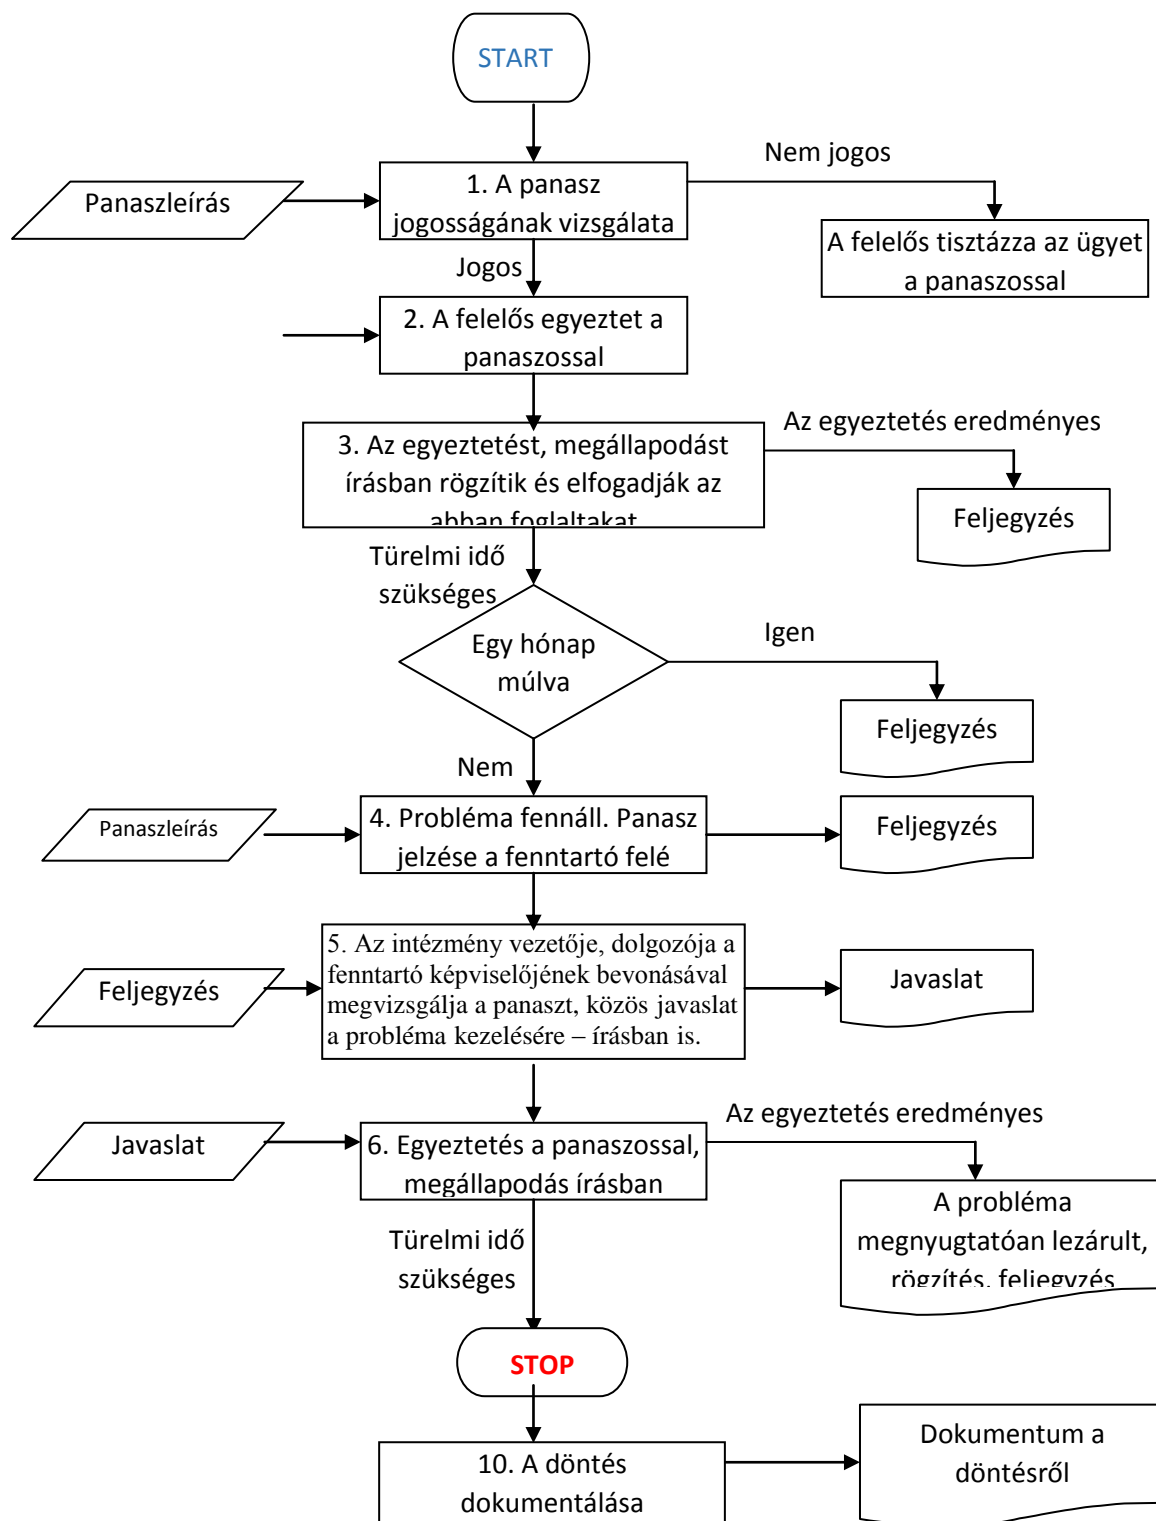 START
Nem jogos
Panaszleírás
1. A panasz
jogosságának vizsgálata
A felelős tisztázza az ügyet
a panaszossal
Jogos
2. A felelős egyeztet a
panaszossal
Az egyeztetés eredményes
3. Az egyeztetést, megállapodást
írásban rögzítik és elfogadják az
abban foglaltakat
Feljegyzés
Türelmi idő
szükséges
Egy hónap
múlva
Igen
Feljegyzés
Nem
Panaszleírás
4. Probléma fennáll. Panasz
jelzése a fenntartó felé
Feljegyzés
5. Az intézmény vezetője, dolgozója a
fenntartó képviselőjének bevonásával
megvizsgálja a panaszt, közös javaslat
a probléma kezelésére – írásban is.
Feljegyzés
Javaslat
Az egyeztetés eredményes
Javaslat
6. Egyeztetés a panaszossal,
megállapodás írásban
A probléma
megnyugtatóan lezárult,
rögzítés, feljegyzés
Türelmi idő
szükséges
STOP
10. A döntés
dokumentálása
Dokumentum a
döntésről